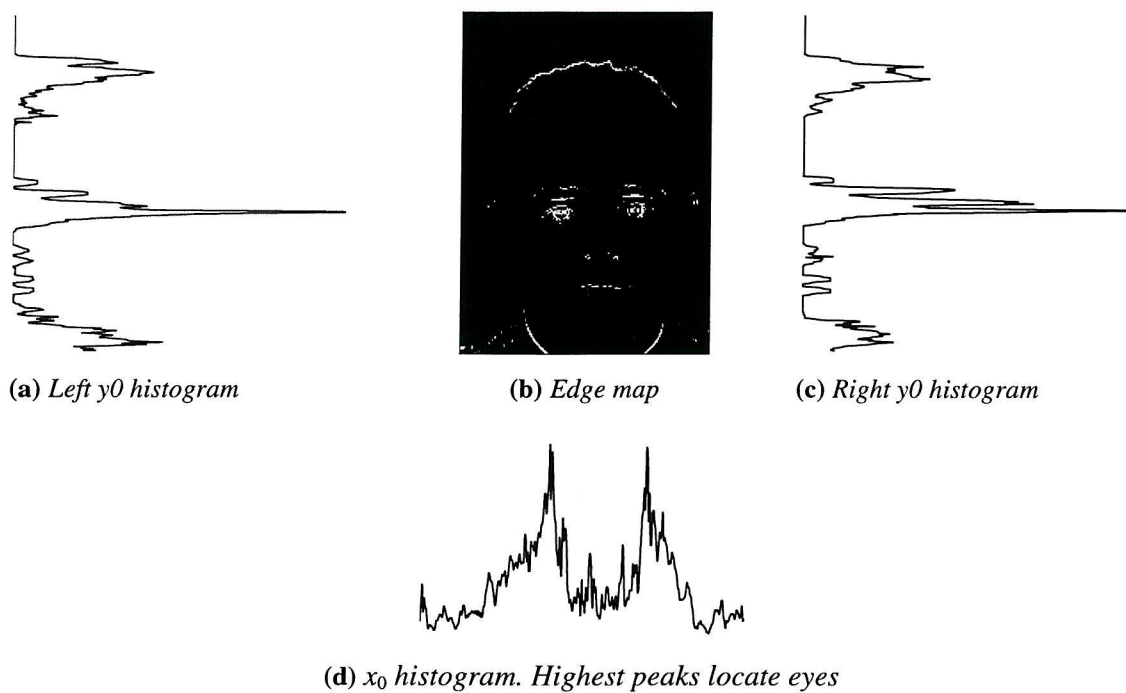 (a) Left y0 histogram
(b) Edge map
(c) Right y0 histogram
(d) x₀ histogram. Highest peaks locate eyes